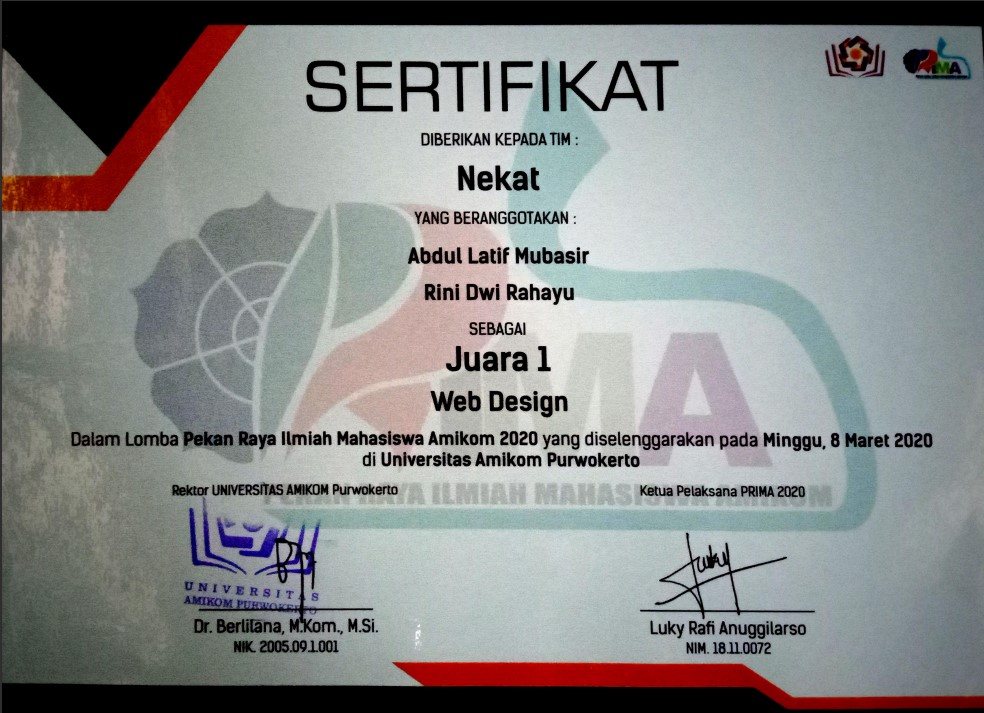 SERTIFIKAT
DIBERIKAN KEPADA TIM :
Nekat
YANG BERANGGOTAKAN :
Abdul Latif Mubasir
Rini Dwi Rahayu
SEBAGAI
Juara 1
Web Design
Dalam Lomba Pekan Raya Ilmiah Mahasiswa Amikom 2020 yang diselenggarakan pada Minggu, 8 Maret 2020
di Universitas Amikom Purwokerto
Rektor UNIVERSITAS AMIKOM Purwokerto
Ketua Pelaksana PRIMA 2020
PRIMA
PEKAN RAYA ILMIAH MAHASISWA AMIKOM
UNIVERSITAS
AMIKOM PURWOKERTO
Luky
Dr. Berlilana, M.Kom., M.Si.
NIK. 2005.09.1.001
Luky Rafi Anuggilarso
NIM. 18.11.0072